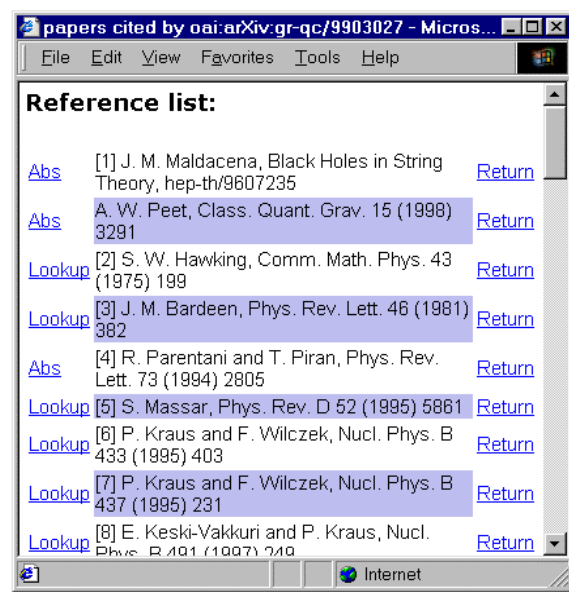 papers cited by oai:arXiv:gr-qc/9903027 - Micros...
File Edit View Favorites Tools Help
Reference list:
Abs [1] J. M. Maldacena, Black Holes in String Return
Theory, hep-th/9607235
Abs A. W. Peet, Class. Quant. Grav. 15 (1998) Return
3291
Lookup [2] S. W. Hawking, Comm. Math. Phys. 43 Return
(1975) 199
Lookup [3] J. M. Bardeen, Phys. Rev. Lett. 46 (1981) Return
382
Abs [4] R. Parentani and T. Piran, Phys. Rev. Return
Lett. 73 (1994) 2805
Lookup [5] S. Massar, Phys. Rev. D 52 (1995) 5861 Return
Lookup [6] P. Kraus and F. Wilczek, Nucl. Phys. B Return
433 (1995) 403
Lookup [7] P. Kraus and F. Wilczek, Nucl. Phys. B Return
437 (1995) 231
Lookup [8] E. Keski-Vakkuri and P. Kraus, Nucl. Return
Phys. B 491 (1997) 249
Internet